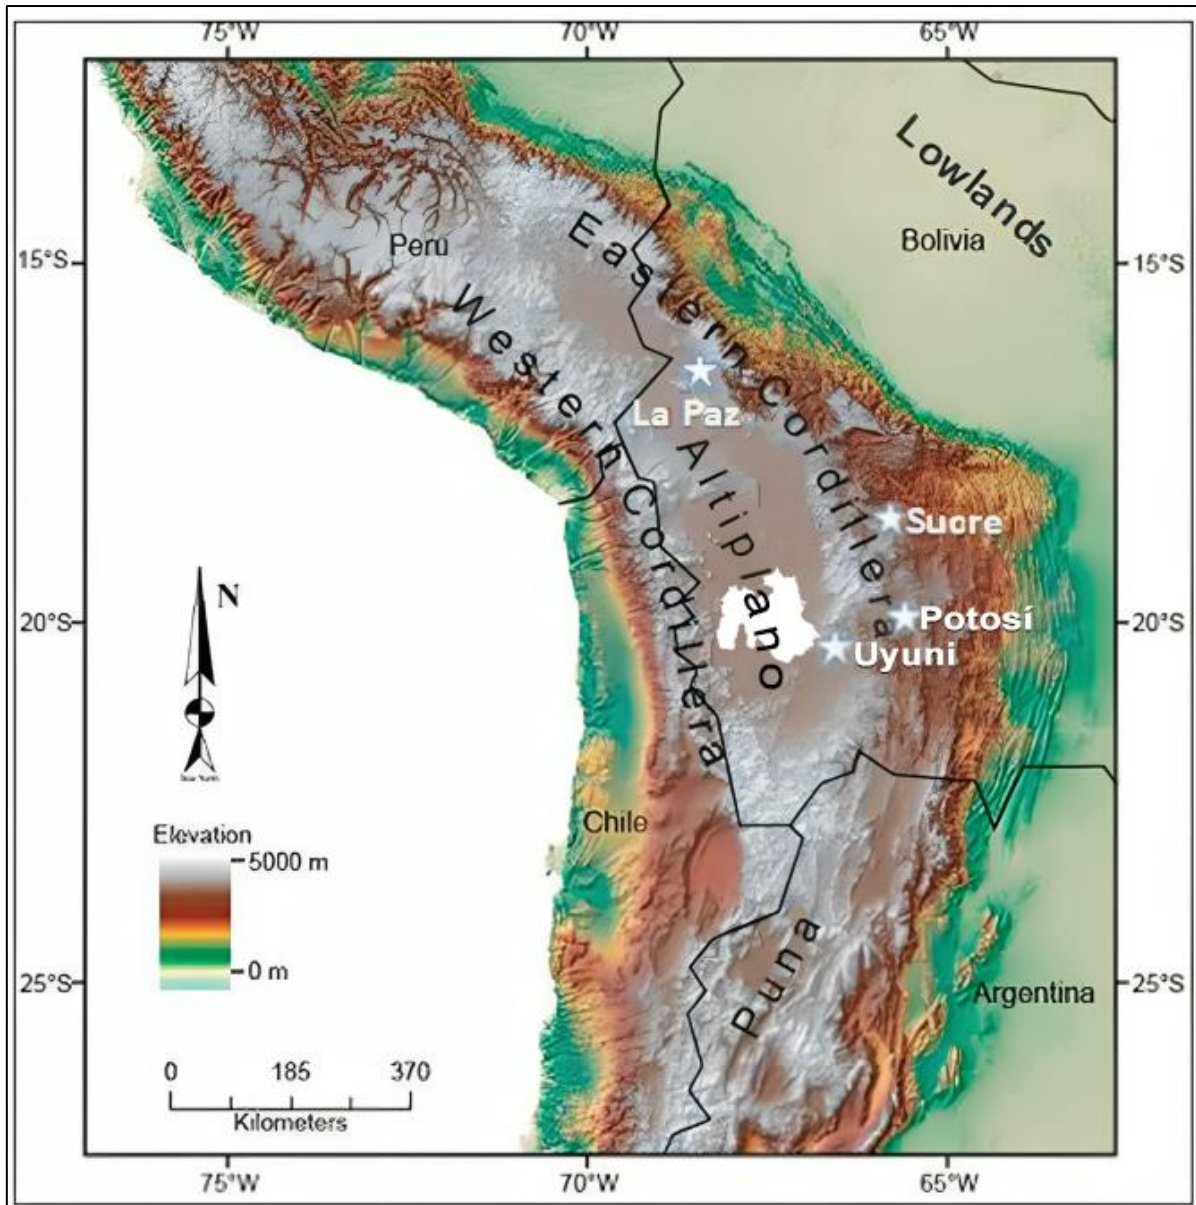 75°W 70°W 65°W
Lowlands
Bolivia
Peru
15°S 15°S
Eastern Cordillera
Western Cordillera
La Paz
Altiplano
Sucre
N
20°S 20°S
Potosí
Uyuni
Chile
Elevation
5000 m
0 m
Puna
25°S 25°S
Argentina
0 185 370
Kilometers
75°W 70°W 65°W